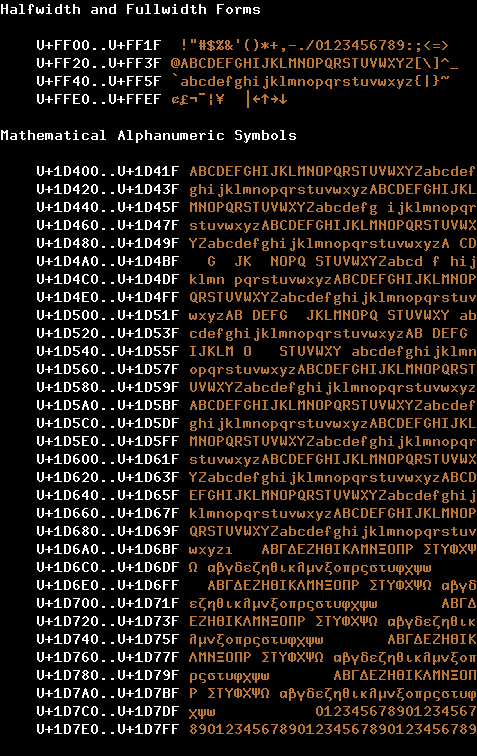 Halfwidth and Fullwidth Forms
U+FF00..U+FF1F !"#$%&'()*+,-./0123456789:;<=>
U+FF20..U+FF3F @ABCDEFGHIJKLMNOPQRSTUVWXYZ[\]^_
U+FF40..U+FF5F `abcdefghijklmnopqrstuvwxyz{|}~
U+FFE0..U+FFEF ¢£¬¯¦¥ │←↑→↓
Mathematical Alphanumeric Symbols
U+1D400..U+1D41F ABCDEFGHIJKLMNOPQRSTUVWXYZabcdef
U+1D420..U+1D43F ghijklmnopqrstuvwxyzABCDEFGHIJKL
U+1D440..U+1D45F MNOPQRSTUVWXYZabcdefg ijklmnopqr
U+1D460..U+1D47F stuvwxyzABCDEFGHIJKLMNOPQRSTUVWX
U+1D480..U+1D49F YZabcdefghijklmnopqrstuvwxyzA CD
U+1D4A0..U+1D4BF G JK NOPQ STUVWXYZabcd f hij
U+1D4C0..U+1D4DF klmn pqrstuvwxyzABCDEFGHIJKLMNOP
U+1D4E0..U+1D4FF QRSTUVWXYZabcdefghijklmnopqrstuv
U+1D500..U+1D51F wxyzAB DEFG JKLMNOPQ STUVWXY ab
U+1D520..U+1D53F cdefghijklmnopqrstuvwxyzAB DEFG
U+1D540..U+1D55F IJKLM O STUVWXY abcdefghijklmn
U+1D560..U+1D57F opqrstuvwxyzABCDEFGHIJKLMNOPQRST
U+1D580..U+1D59F UVWXYZabcdefghijklmnopqrstuvwxyz
U+1D5A0..U+1D5BF ABCDEFGHIJKLMNOPQRSTUVWXYZabcdef
U+1D5C0..U+1D5DF ghijklmnopqrstuvwxyzABCDEFGHIJKL
U+1D5E0..U+1D5FF MNOPQRSTUVWXYZabcdefghijklmnopqr
U+1D600..U+1D61F stuvwxyzABCDEFGHIJKLMNOPQRSTUVWX
U+1D620..U+1D63F YZabcdefghijklmnopqrstuvwxyzABCD
U+1D640..U+1D65F EFGHIJKLMNOPQRSTUVWXYZabcdefghij
U+1D660..U+1D67F klmnopqrstuvwxyzABCDEFGHIJKLMNOP
U+1D680..U+1D69F QRSTUVWXYZabcdefghijklmnopqrstuv
U+1D6A0..U+1D6BF wxyzı ΑΒΓΔΕΖΗΘΙΚΛΜΝΞΟΠΡ ΣΤΥΦΧΨ
U+1D6C0..U+1D6DF Ω αβγδεζηθικλμνξοπρςστυφχψω
U+1D6E0..U+1D6FF ΑΒΓΔΕΖΗΘΙΚΛΜΝΞΟΠΡ ΣΤΥΦΧΨΩ αβγδ
U+1D700..U+1D71F εζηθικλμνξοπρςστυφχψω ΑΒΓΔ
U+1D720..U+1D73F ΕΖΗΘΙΚΛΜΝΞΟΠΡ ΣΤΥΦΧΨΩ αβγδεζηθικ
U+1D740..U+1D75F λμνξοπρςστυφχψω ΑΒΓΔΕΖΗΘΙΚ
U+1D760..U+1D77F ΛΜΝΞΟΠΡ ΣΤΥΦΧΨΩ αβγδεζηθικλμνξοπ
U+1D780..U+1D79F ρςστυφχψω ΑΒΓΔΕΖΗΘΙΚΛΜΝΞΟΠ
U+1D7A0..U+1D7BF Ρ ΣΤΥΦΧΨΩ αβγδεζηθικλμνξοπρςστυφ
U+1D7C0..U+1D7DF χψω 012345678901234567
U+1D7E0..U+1D7FF 89012345678901234567890123456789